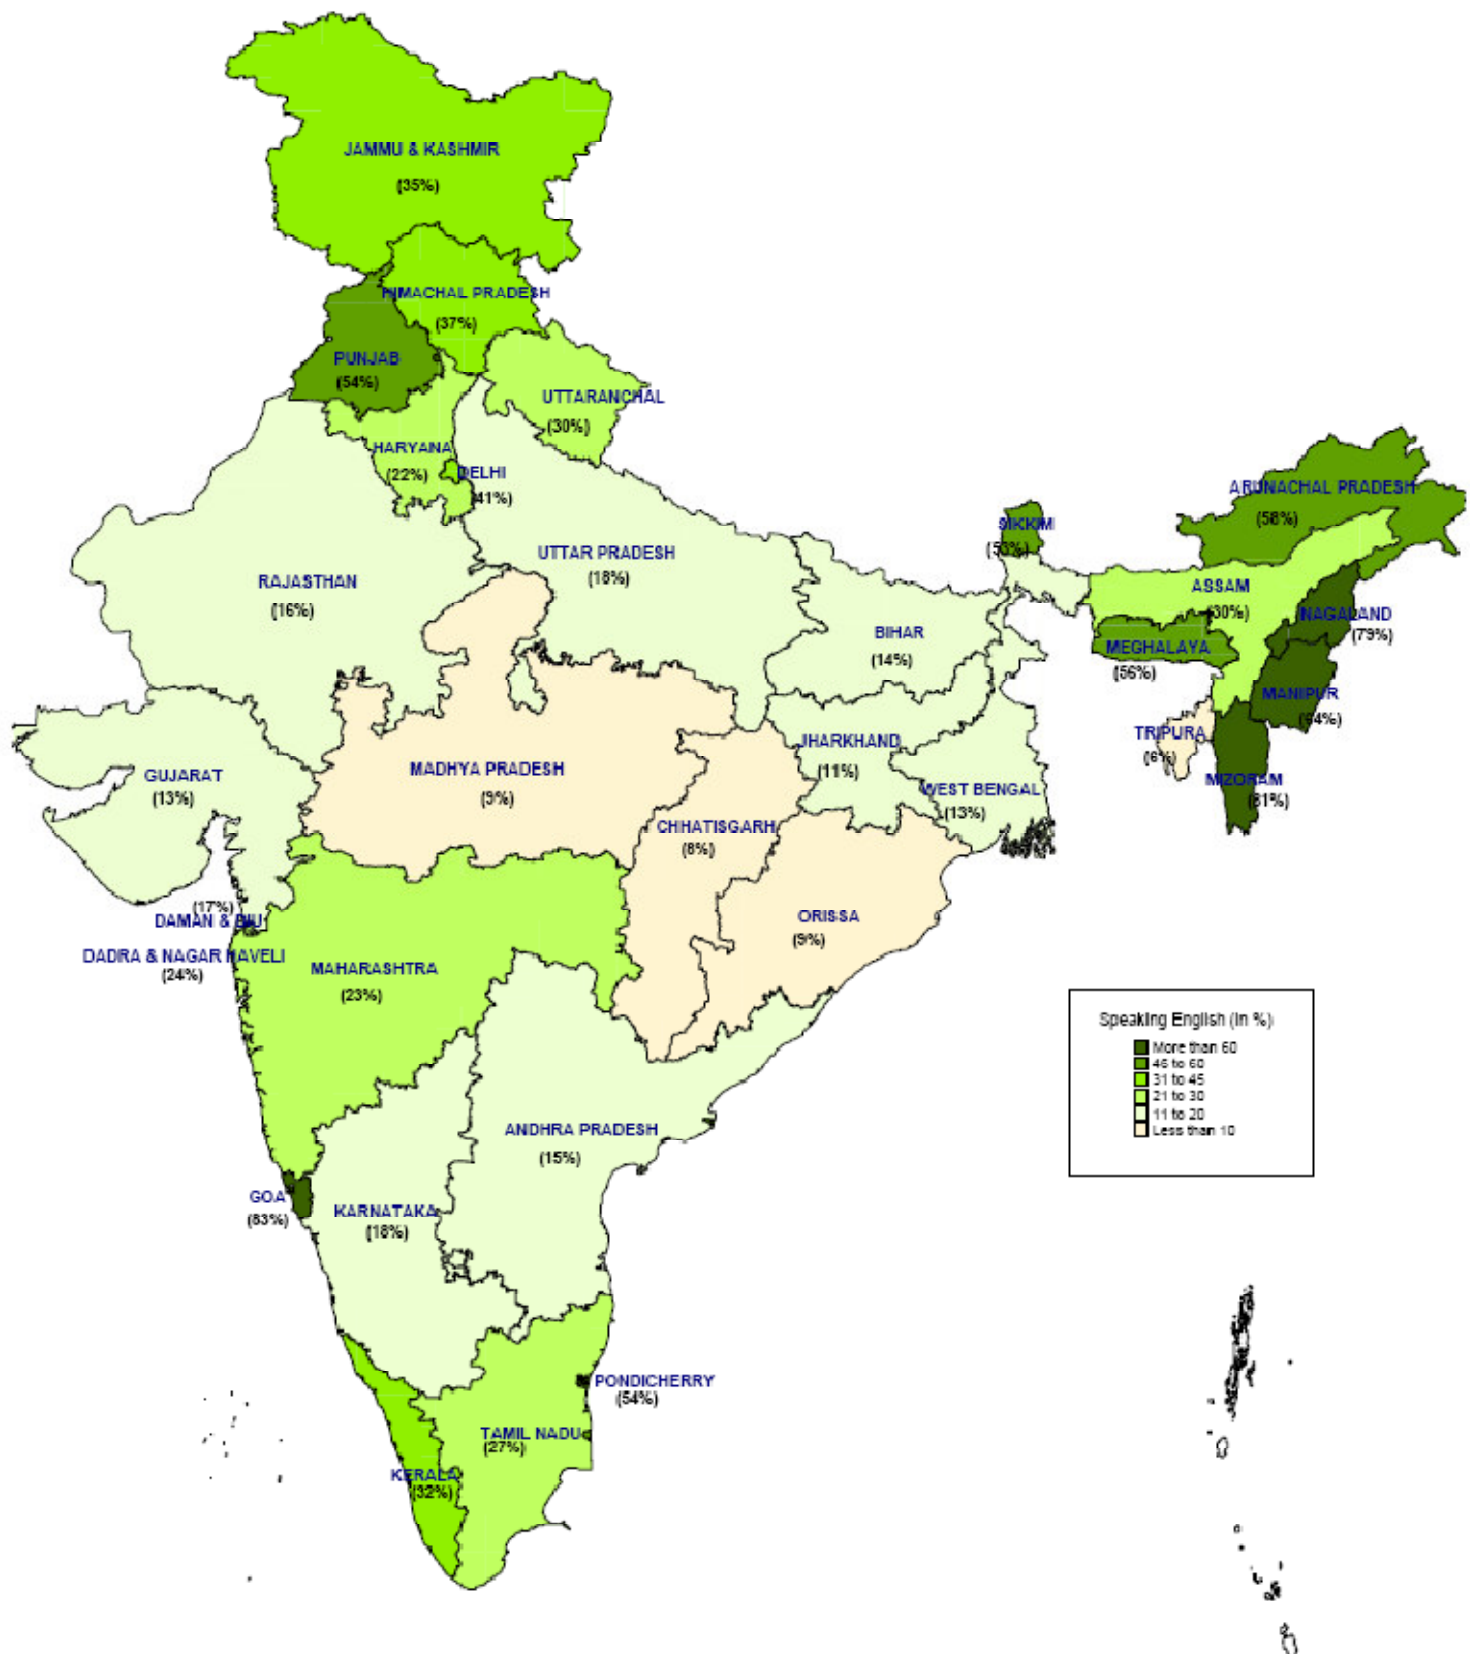 JAMMU & KASHMIR
(35%)
HIMACHAL PRADESH
(37%)
PUNJAB
(54%)
UTTARANCHAL
(30%)
HARYANA
(22%)
DELHI
(41%)
ARUNACHAL PRADESH
(58%)
SIKKIM
(53%)
UTTAR PRADESH
(18%)
RAJASTHAN
(16%)
ASSAM
(30%)
NAGALAND
(79%)
BIHAR
(14%)
MEGHALAYA
(56%)
MANIPUR
(64%)
TRIPURA
(6%)
JHARKHAND
(11%)
MADHYA PRADESH
(9%)
GUJARAT
(13%)
MIZORAM
(81%)
WEST BENGAL
(13%)
CHHATISGARH
(8%)
(17%)
DAMAN & DIU
ORISSA
(9%)
DADRA & NAGAR HAVELI
(24%)
MAHARASHTRA
(23%)
Speaking English (in %)
More than 60
46 to 60
31 to 45
21 to 30
11 to 20
Less than 10
ANDHRA PRADESH
(15%)
GOA
(83%)
KARNATAKA
(18%)
PONDICHERRY
(54%)
TAMIL NADU
(27%)
KERALA
(32%)